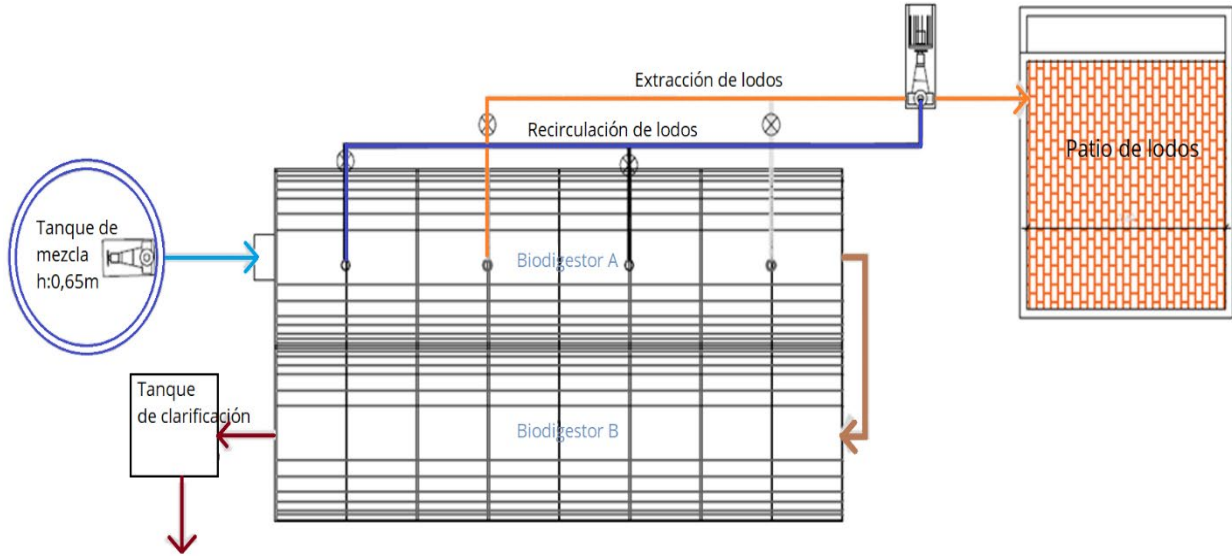 Extracción de lodos
Recirculación de lodos
Patio de lodos
Tanque de
mezcla
h:0,65m
Biodigestor A
Tanque
de clarificación
Biodigestor B